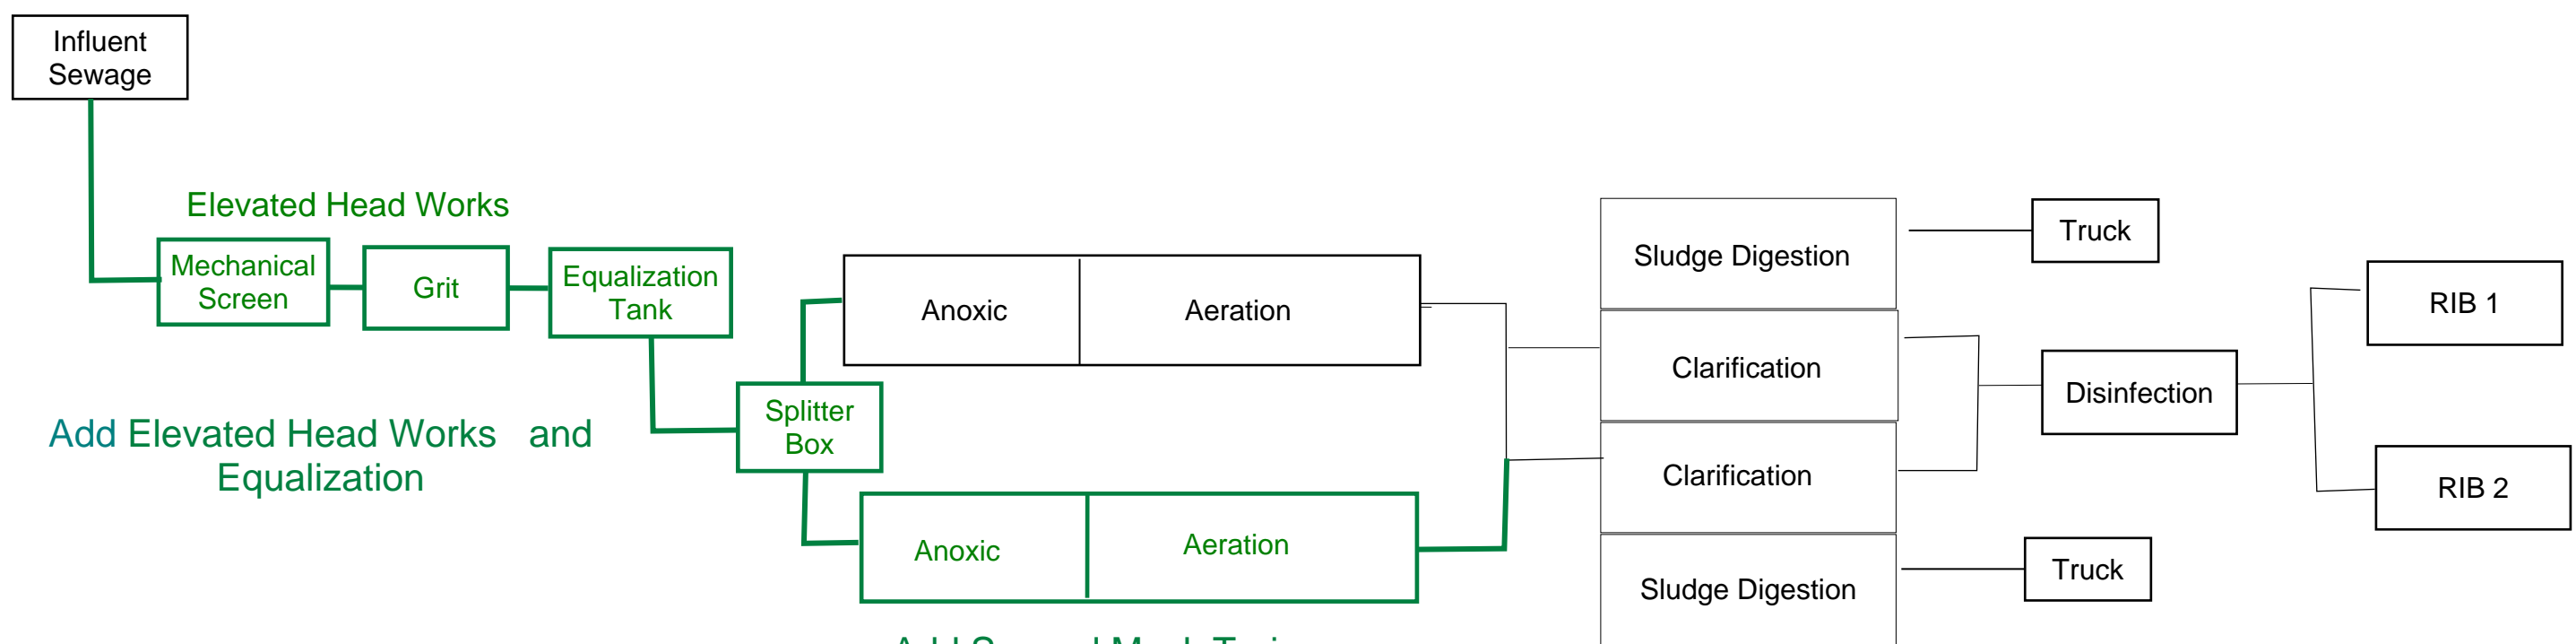 Influent
Sewage
Elevated Head Works
Mechanical
Screen
Grit
Equalization
Tank
Add Elevated Head Works and
Equalization
Splitter
Box
Anoxic
Aeration
Anoxic
Aeration
Sludge Digestion
Clarification
Clarification
Sludge Digestion
Truck
Truck
Disinfection
RIB 1
RIB 2